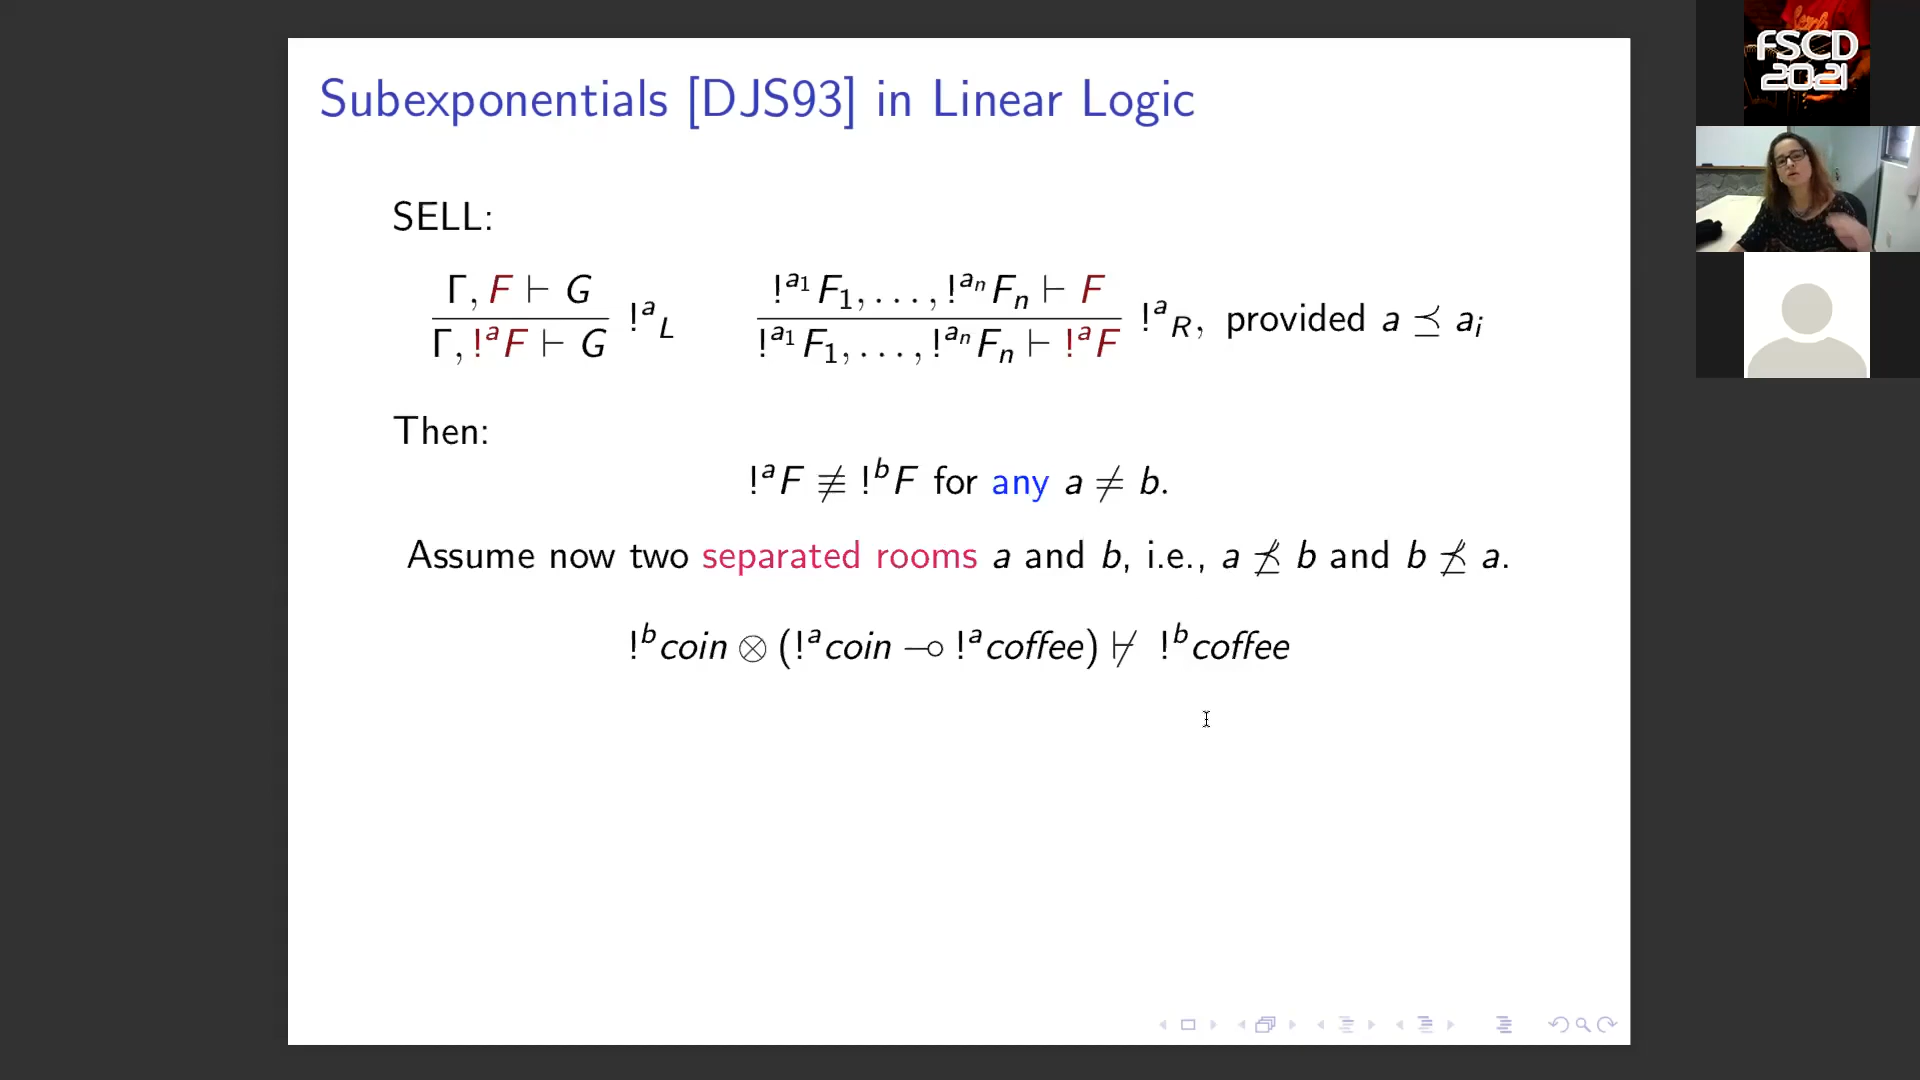 Subexponentials [DJS93] in Linear Logic
SELL:
Γ, F ⊢ G
Γ, !ᵃF ⊢ G
!ᵃL
!ᵃ¹F₁, . . . , !ᵃⁿFₙ ⊢ F
!ᵃ¹F₁, . . . , !ᵃⁿFₙ ⊢ !ᵃF
!ᵃR, provided a ⪯ aᵢ
Then:
!ᵃF ≢ !ᵇF for any a ≠ b.
Assume now two separated rooms a and b, i.e., a ⪯̸ b and b ⪯̸ a.
!ᵇcoin ⊗ (!ᵃcoin ⊸ !ᵃcoffee) ⊬ !ᵇcoffee
FSCD
2021